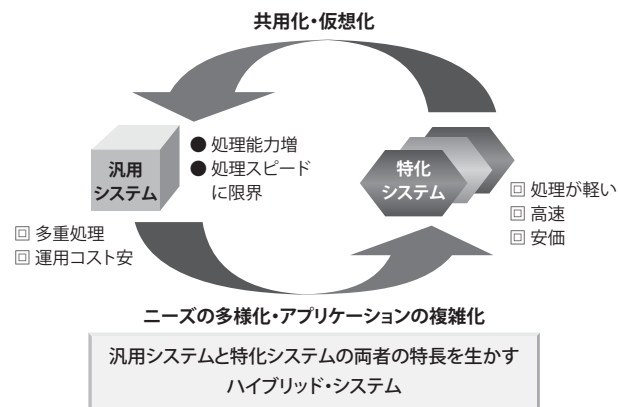 共用化・仮想化
汎用
システム
● 処理能力増
● 処理スピード
に限界
特化
システム
回 処理が軽い
回 高速
回 安価
回 多重処理
回 運用コスト安
ニーズの多様化・アプリケーションの複雑化
汎用システムと特化システムの両者の特長を生かす
ハイブリッド・システム